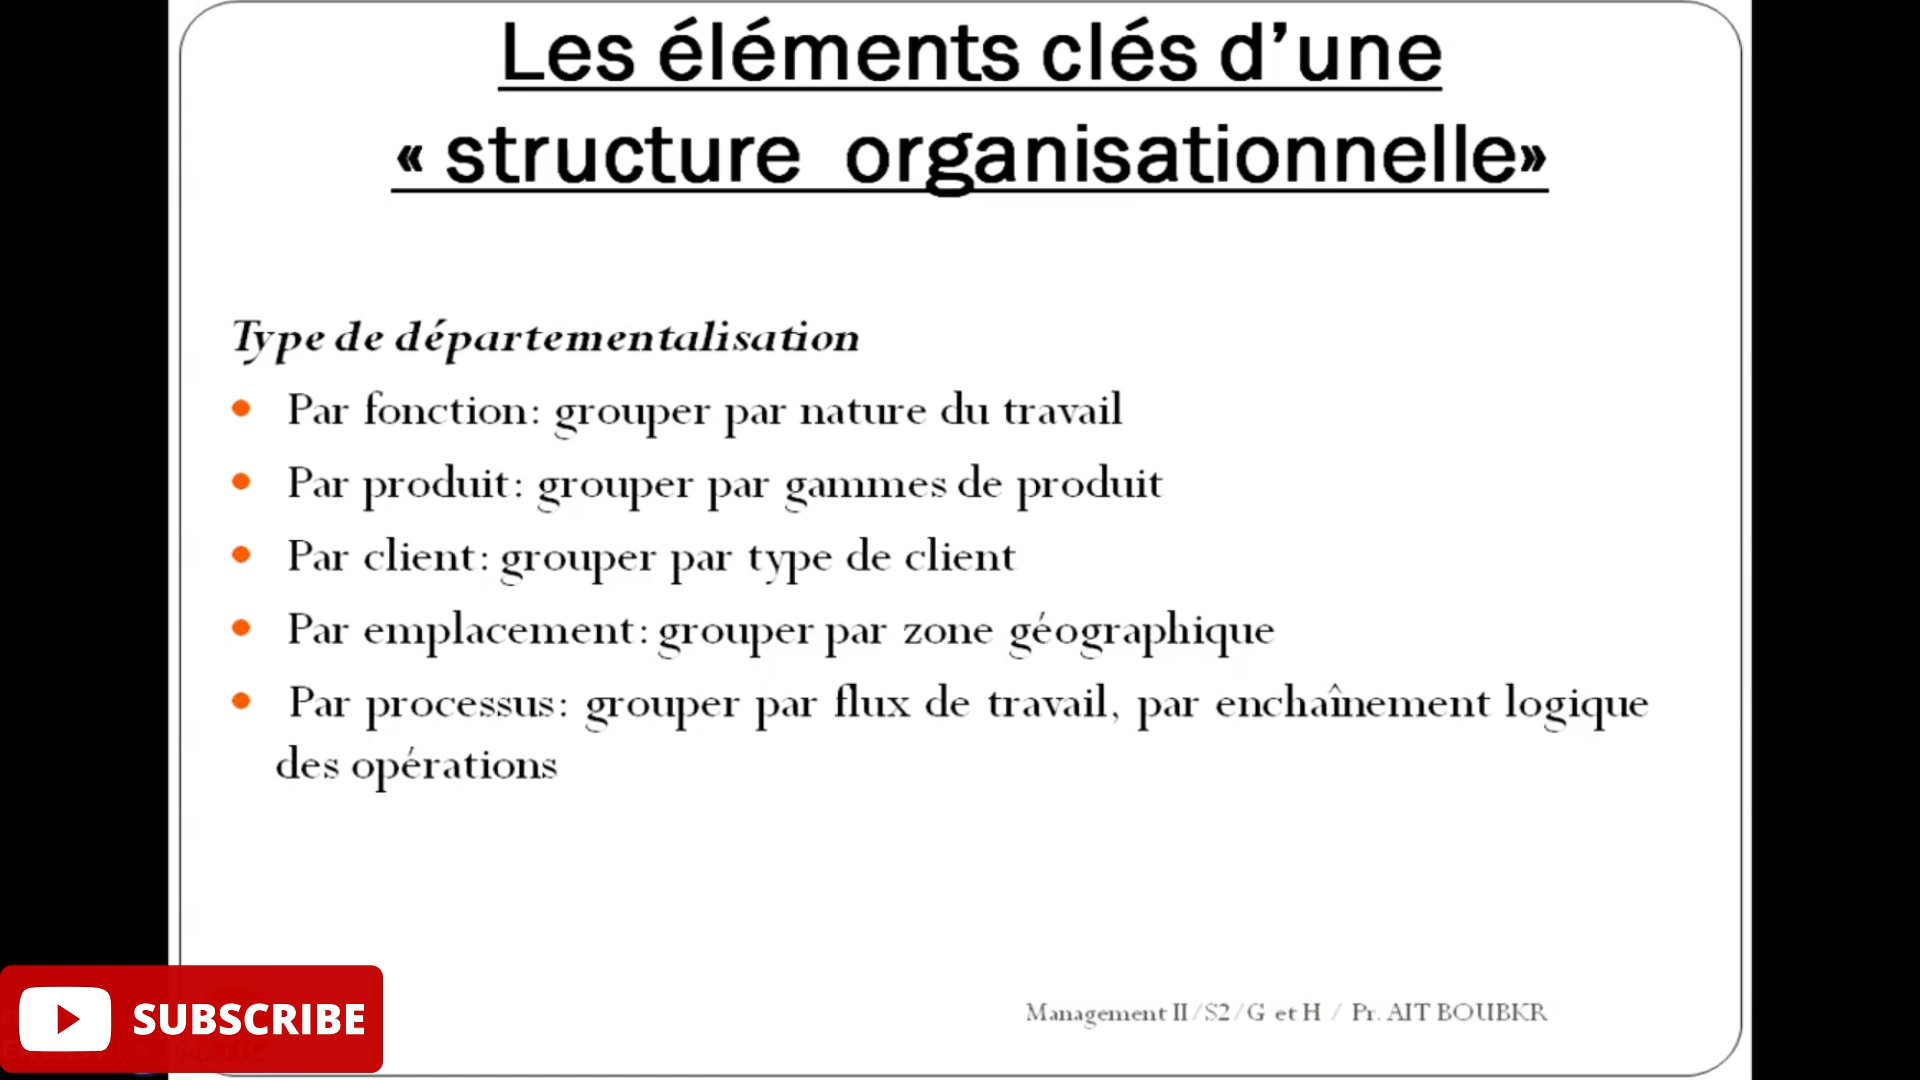 Les éléments clés d’une
« structure organisationnelle»
Type de départementalisation
Par fonction: grouper par nature du travail
Par produit: grouper par gammes de produit
Par client: grouper par type de client
Par emplacement: grouper par zone géographique
Par processus: grouper par flux de travail, par enchaînement logique
des opérations
Management II/S2/G et H / Pr. AIT BOUBKR
SUBSCRIBE